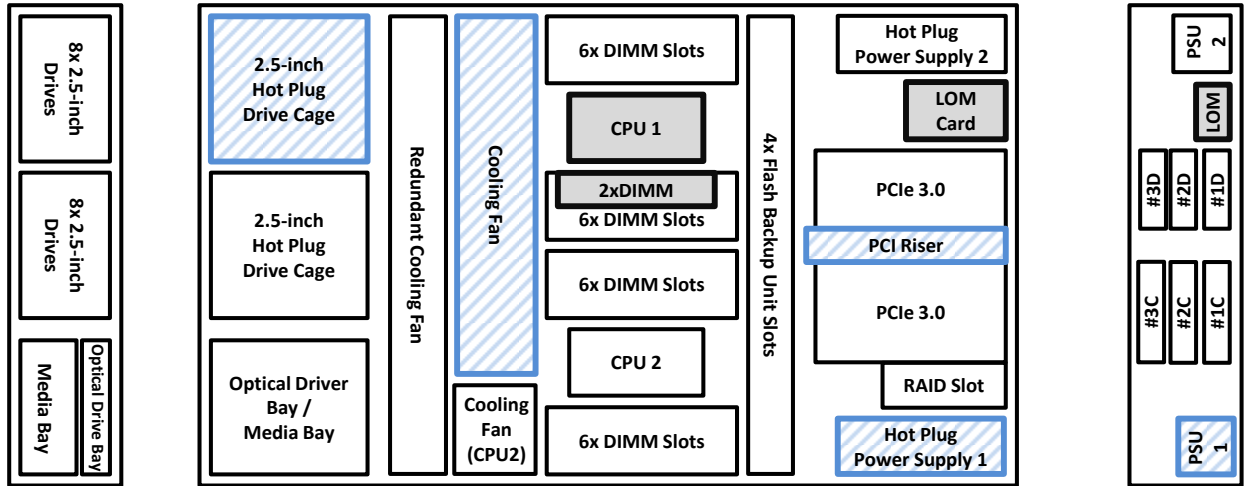 8x 2.5-inch
Drives
8x 2.5-inch
Drives
Media Bay
Optical Drive Bay
2.5-inch
Hot Plug
Drive Cage
2.5-inch
Hot Plug
Drive Cage
Optical Driver
Bay /
Media Bay
Redundant Cooling Fan
Cooling Fan
Cooling
Fan
(CPU2)
6x DIMM Slots
CPU 1
2xDIMM
6x DIMM Slots
6x DIMM Slots
CPU 2
6x DIMM Slots
4x Flash Backup Unit Slots
Hot Plug
Power Supply 2
LOM
Card
PCIe 3.0
PCI Riser
PCIe 3.0
RAID Slot
Hot Plug
Power Supply 1
PSU
2
LOM
#3D
#2D
#1D
#3C
#2C
#1C
PSU
1